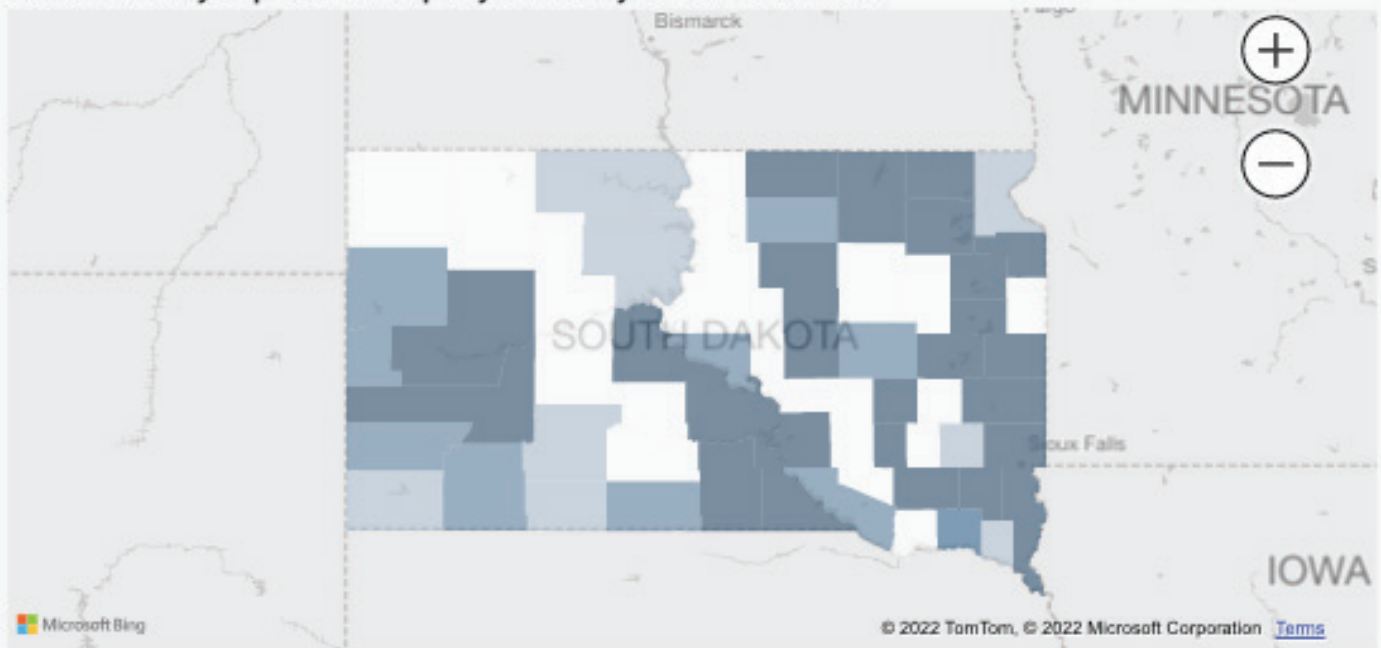 Bismarck
MINNESOTA
SOUTH DAKOTA
Sioux Falls
IOWA
Microsoft Bing
© 2022 TomTom, © 2022 Microsoft Corporation Terms